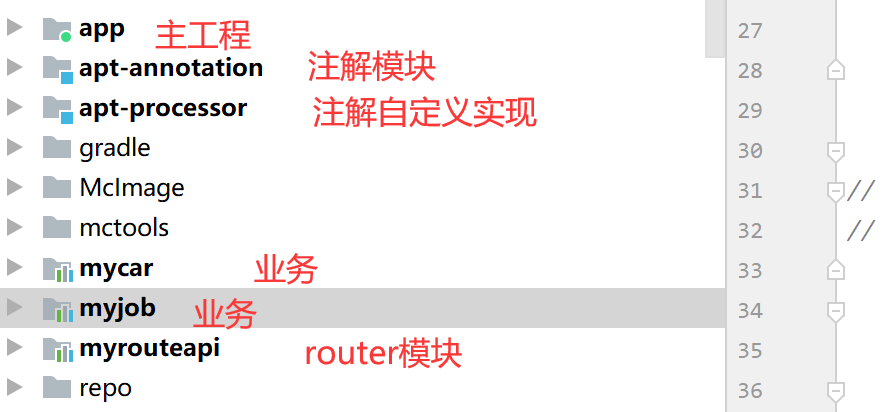 app 主工程 27
apt-annotation 注解模块 28
apt-processor 注解自定义实现 29
gradle 30
McImage 31 //
mctools 32 //
mycar 业务 33
myjob 业务 34
myrouteapi router模块 35
repo 36